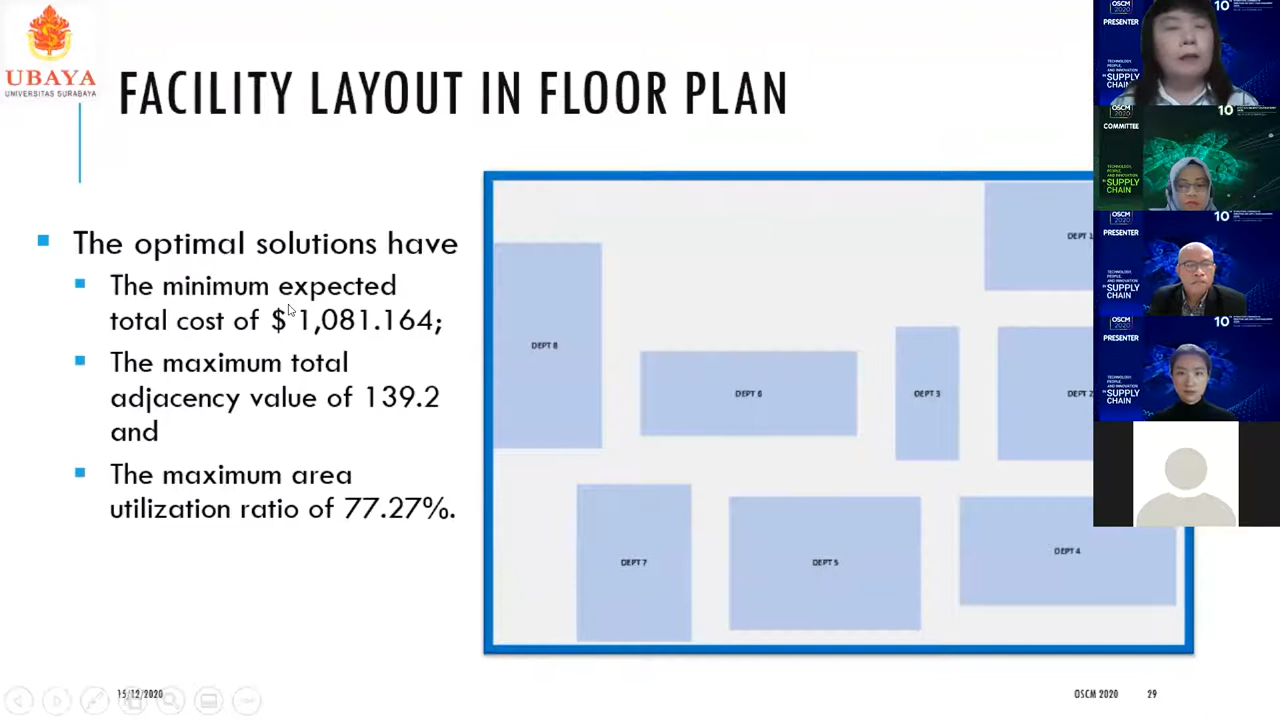 UBAYA
UNIVERSITAS SURABAYA
FACILITY LAYOUT IN FLOOR PLAN
The optimal solutions have
The minimum expected
total cost of $ 1,081.164;
The maximum total
adjacency value of 139.2
and
The maximum area
utilization ratio of 77.27%.
DEPT 1
DEPT 8
DEPT 6
DEPT 3
DEPT 2
DEPT 7
DEPT 5
DEPT 4
15/12/2020
OSCM 2020
29
OSCM
2020
10
PRESENTER
TECHNOLOGY,
PEOPLE,
AND INNOVATION
IN SUPPLY
CHAIN
OSCM
2020
10
COMMITTEE
TECHNOLOGY,
PEOPLE,
AND INNOVATION
IN SUPPLY
CHAIN
OSCM
2020
10
PRESENTER
TECHNOLOGY,
PEOPLE,
AND INNOVATION
IN SUPPLY
CHAIN
OSCM
2020
10
PRESENTER
TECHNOLOGY,
PEOPLE,
AND INNOVATION
IN SUPPLY
CHAIN